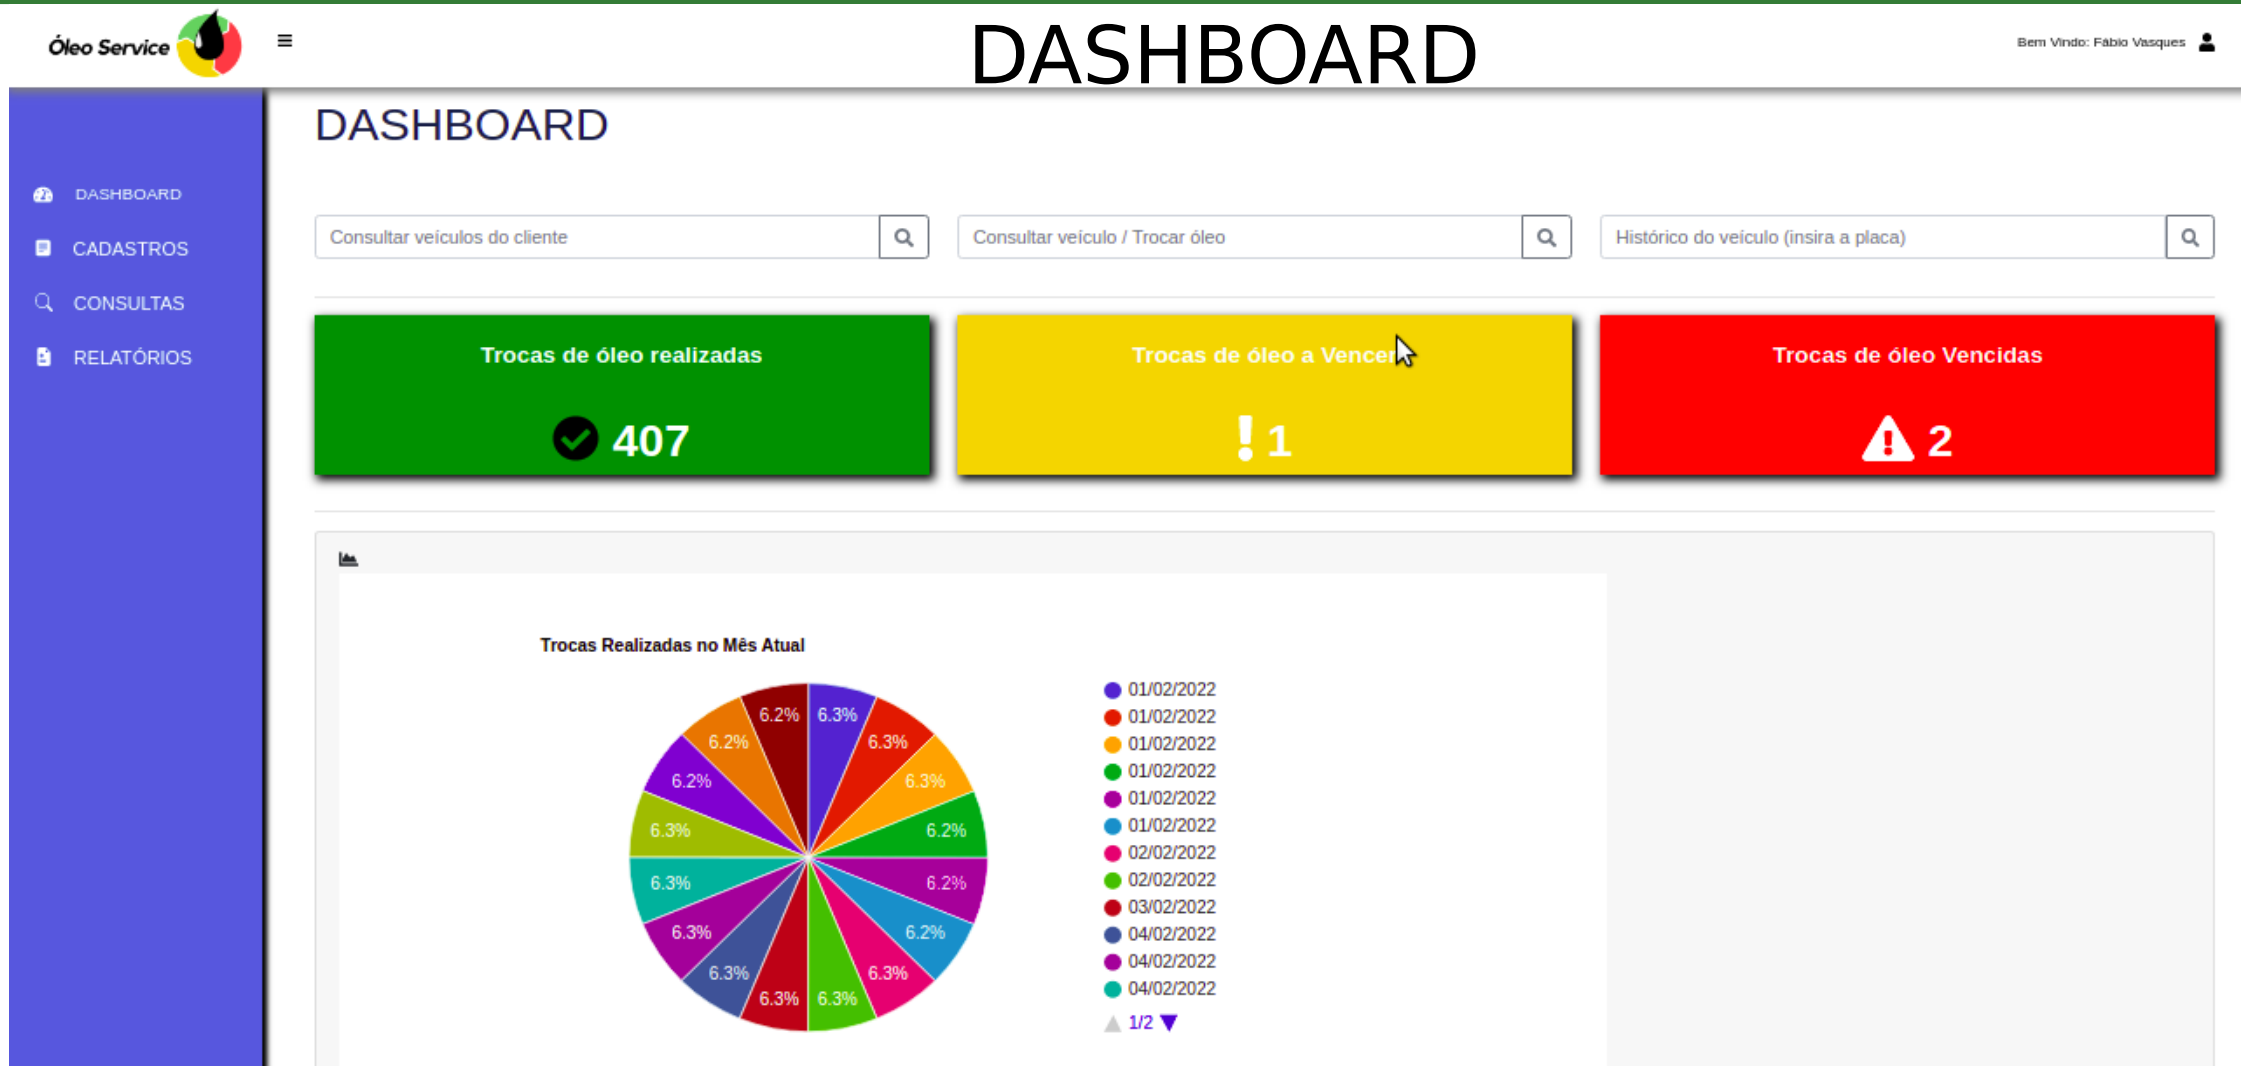 Óleo Service
DASHBOARD
Bem Vindo: Fábio Vasques
DASHBOARD
CADASTROS
CONSULTAS
RELATÓRIOS
DASHBOARD
Consultar veículos do cliente
Consultar veículo / Trocar óleo
Histórico do veículo (insira a placa)
Trocas de óleo realizadas
407
Trocas de óleo a Vencer
1
Trocas de óleo Vencidas
2
Trocas Realizadas no Mês Atual
6.2% 6.3%
6.2% 6.3%
6.2% 6.3%
6.3% 6.2%
6.3% 6.2%
6.3% 6.2%
6.3% 6.3%
6.3% 6.3%
01/02/2022
01/02/2022
01/02/2022
01/02/2022
01/02/2022
01/02/2022
02/02/2022
02/02/2022
03/02/2022
04/02/2022
04/02/2022
04/02/2022
1/2